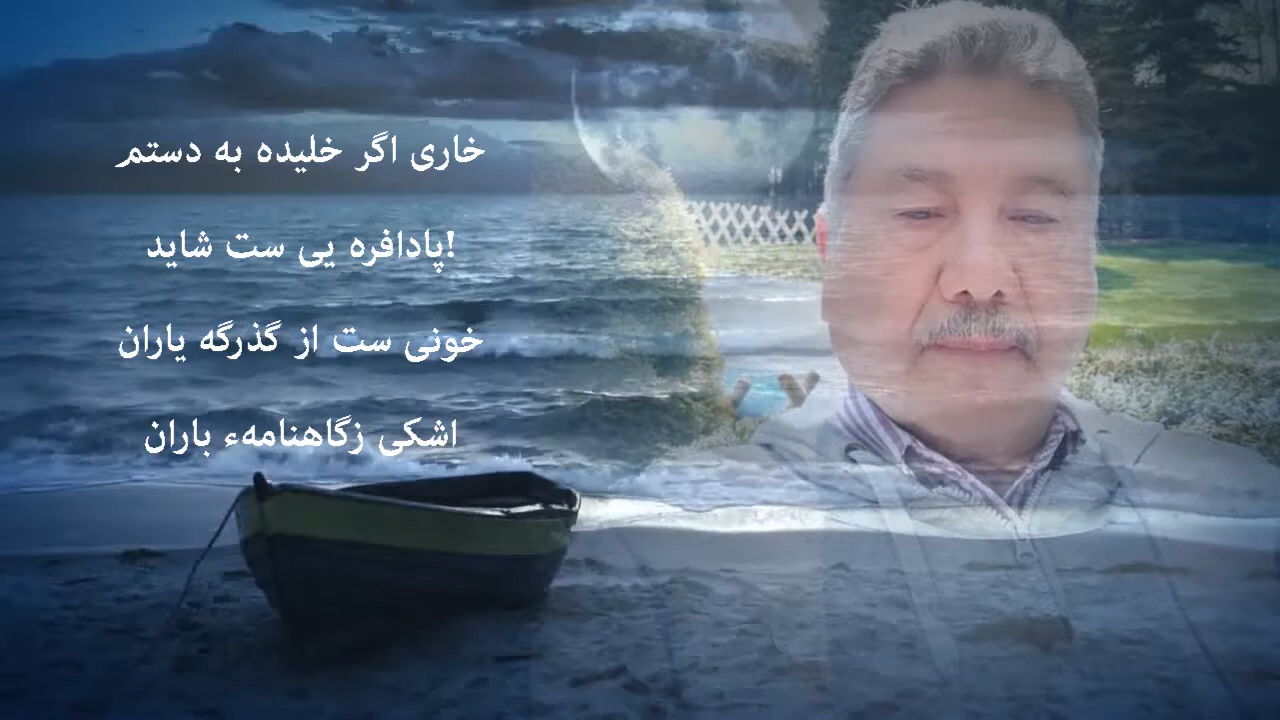 خاری اگر خلیده به دستم
پادافره یی ست شاید!
خونی ست از گذرگه یاران
اشکی زگاهنامهء باران